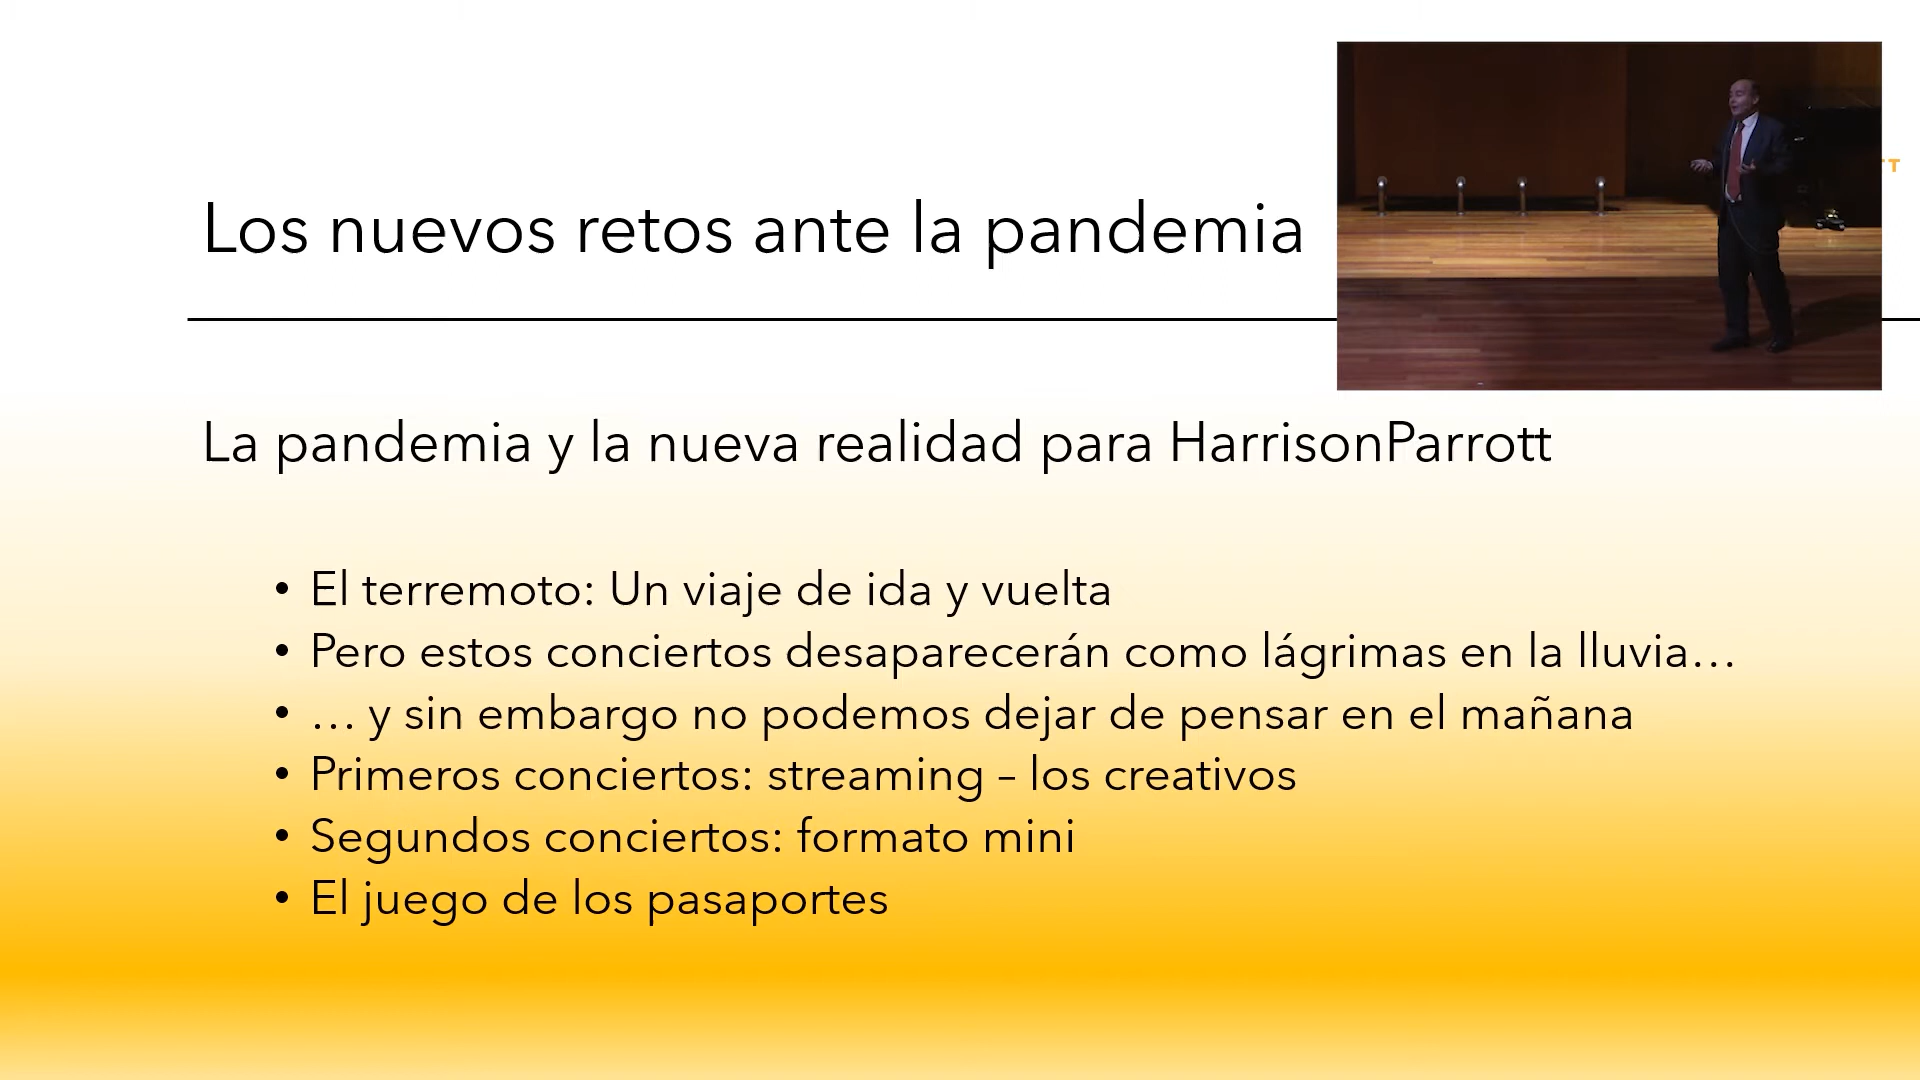 Los nuevos retos ante la pandemia
La pandemia y la nueva realidad para HarrisonParrott
• El terremoto: Un viaje de ida y vuelta
• Pero estos conciertos desaparecerán como lágrimas en la lluvia…
• … y sin embargo no podemos dejar de pensar en el mañana
• Primeros conciertos: streaming – los creativos
• Segundos conciertos: formato mini
• El juego de los pasaportes